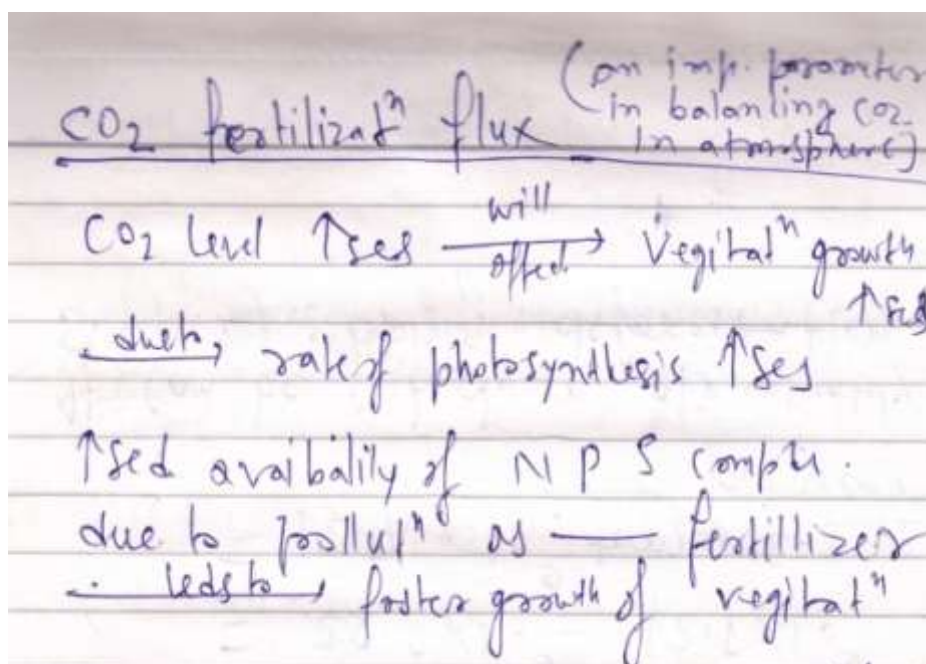 (an imp. parameter
in balanling CO2
in atmosphere)
CO2 fertilizatⁿ flux
CO2 level ↑ses will affect → Vegitatⁿ growth
↑ses
due to, rate of photosynthesis ↑ses
↑sed avaibality of N P S compd.
due to pollutⁿ as — fertillizer
leds to → faster growth of vegitatⁿ